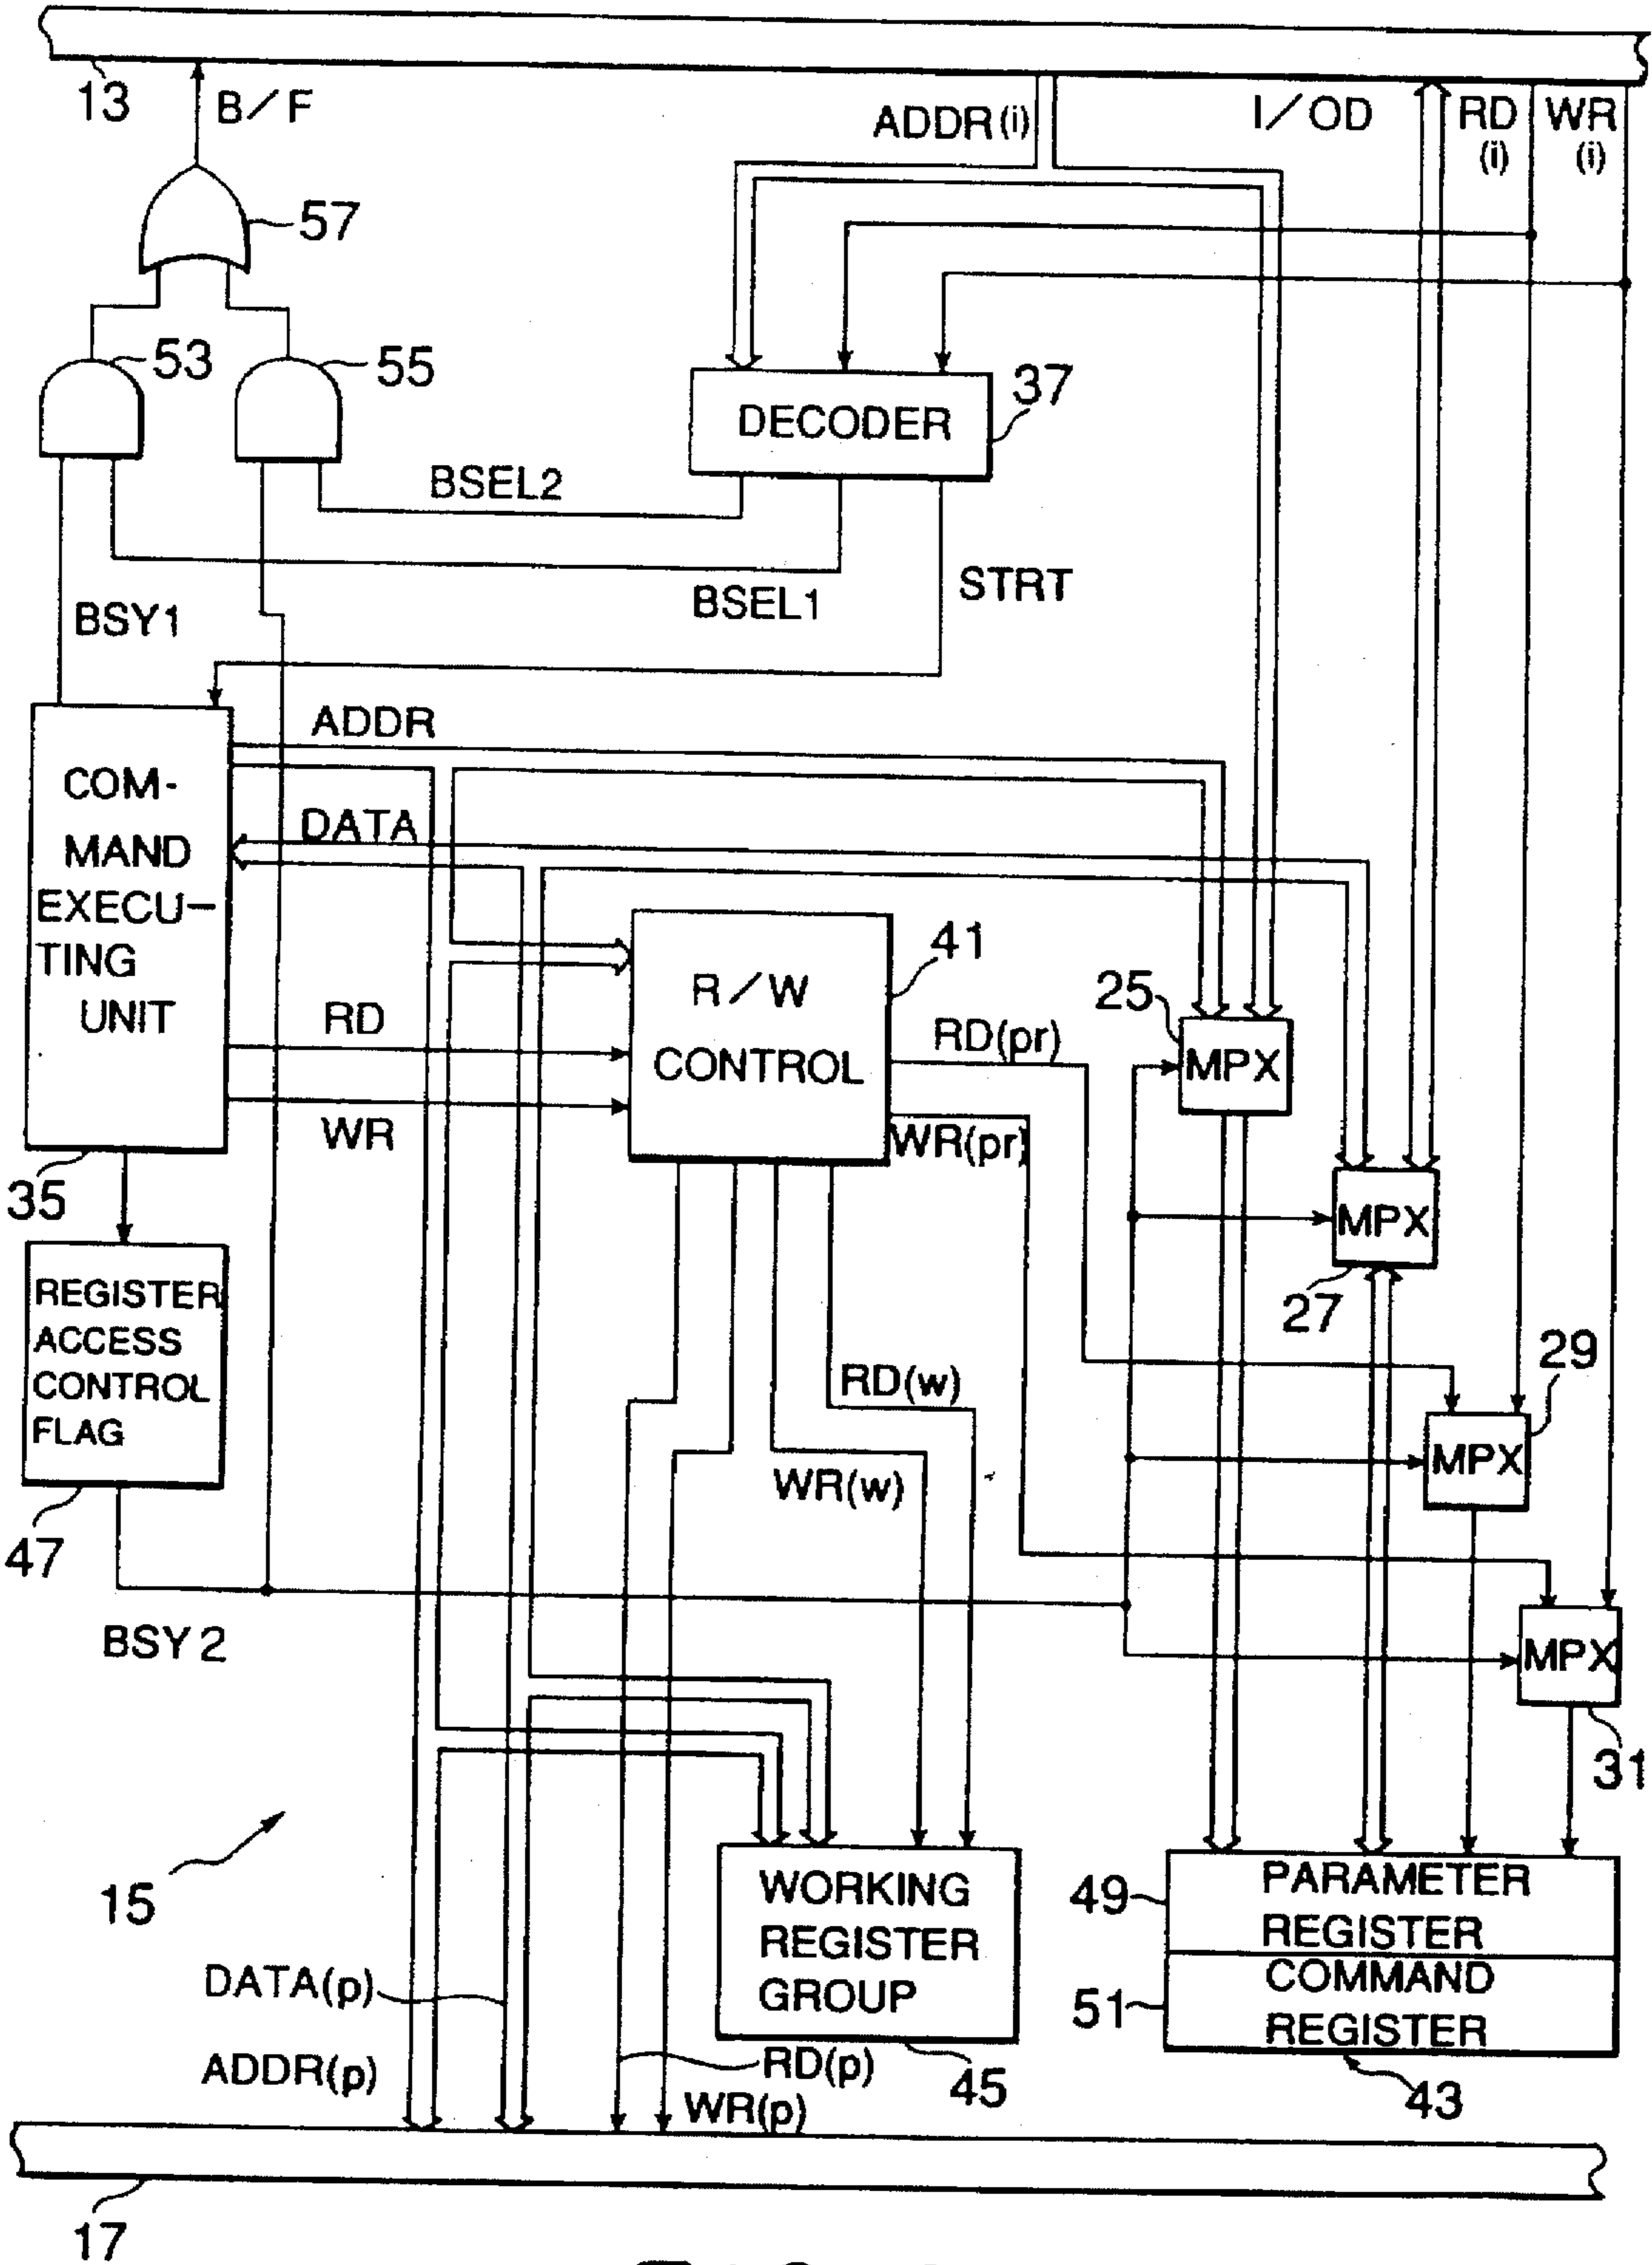 13
B/F
ADDR(i)
I/OD
RD
(i)
WR
(i)
57
53
55
37
DECODER
BSEL2
BSEL1
STRT
BSY1
ADDR
COM-
MAND
EXECU-
TING
UNIT
DATA
41
R/W
CONTROL
RD
WR
RD(pr)
WR(pr)
25
MPX
35
MPX
27
REGISTER
ACCESS
CONTROL
FLAG
RD(w)
WR(w)
29
MPX
47
BSY2
MPX
31
15
WORKING
REGISTER
GROUP
49
PARAMETER
REGISTER
51
COMMAND
REGISTER
DATA(p)
ADDR(p)
RD(p)
WR(p)
45
43
17